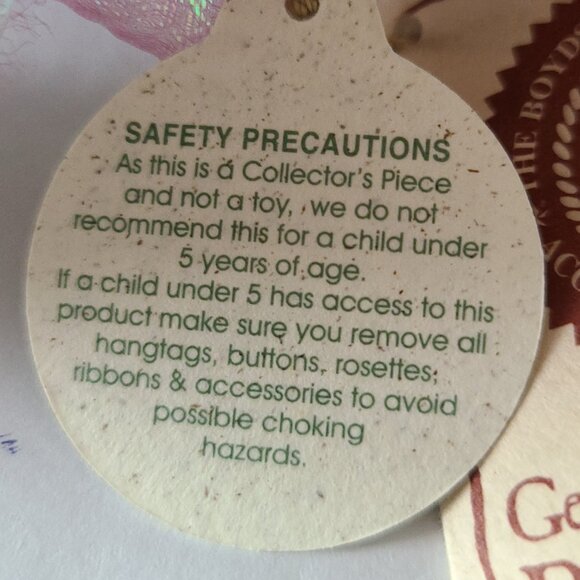 SAFETY PRECAUTIONS
As this is a Collector's Piece
and not a toy, we do not
recommend this for a child under
5 years of age.
If a child under 5 has access to this
product make sure you remove all
hangtags, buttons, rosettes,
ribbons & accessories to avoid
possible choking
hazards.
THE BOYD